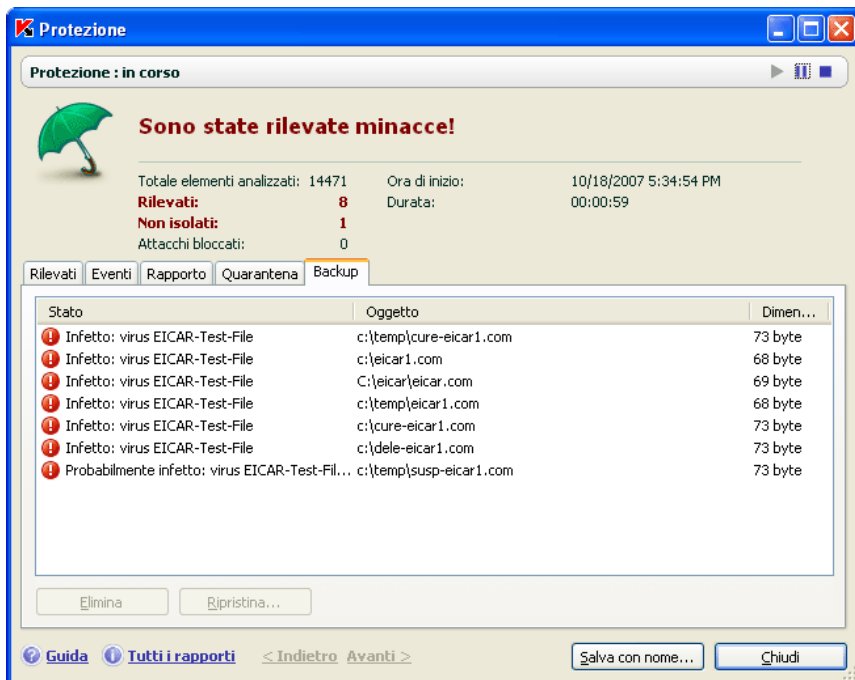 Protezione
Protezione : in corso
Sono state rilevate minacce!
Totale elementi analizzati: 14471 Ora di inizio: 10/18/2007 5:34:54 PM
Rilevati: 8 Durata: 00:00:59
Non isolati: 1
Attacchi bloccati: 0
Rilevati Eventi Rapporto Quarantena Backup
Stato Oggetto Dimen...
Infetto: virus EICAR-Test-File c:\temp\cure-eicar1.com 73 byte
Infetto: virus EICAR-Test-File c:\eicar1.com 68 byte
Infetto: virus EICAR-Test-File C:\eicar\eicar.com 69 byte
Infetto: virus EICAR-Test-File c:\temp\eicar1.com 68 byte
Infetto: virus EICAR-Test-File c:\cure-eicar1.com 73 byte
Infetto: virus EICAR-Test-File c:\dele-eicar1.com 73 byte
Probabilmente infetto: virus EICAR-Test-Fil... c:\temp\susp-eicar1.com 73 byte
Elimina Ripristina...
Guida Tutti i rapporti < Indietro Avanti > Salva con nome... Chiudi